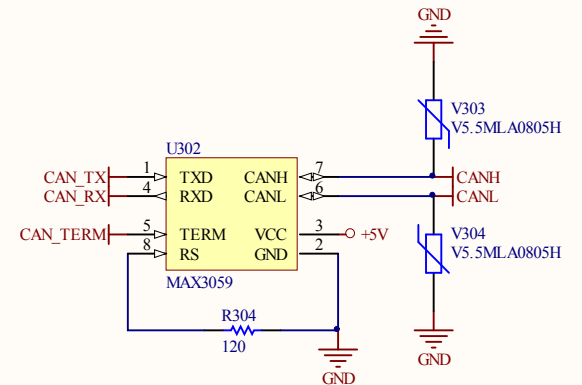 GND
V303
V5.5MLA0805H
U302
CAN_TX 1 TXD CANH 7 CANH
CAN_RX 4 RXD CANL 6 CANL
CAN_TERM 5 TERM VCC 3 +5V
8 RS GND 2
V304
V5.5MLA0805H
MAX3059
R304
120
GND
GND